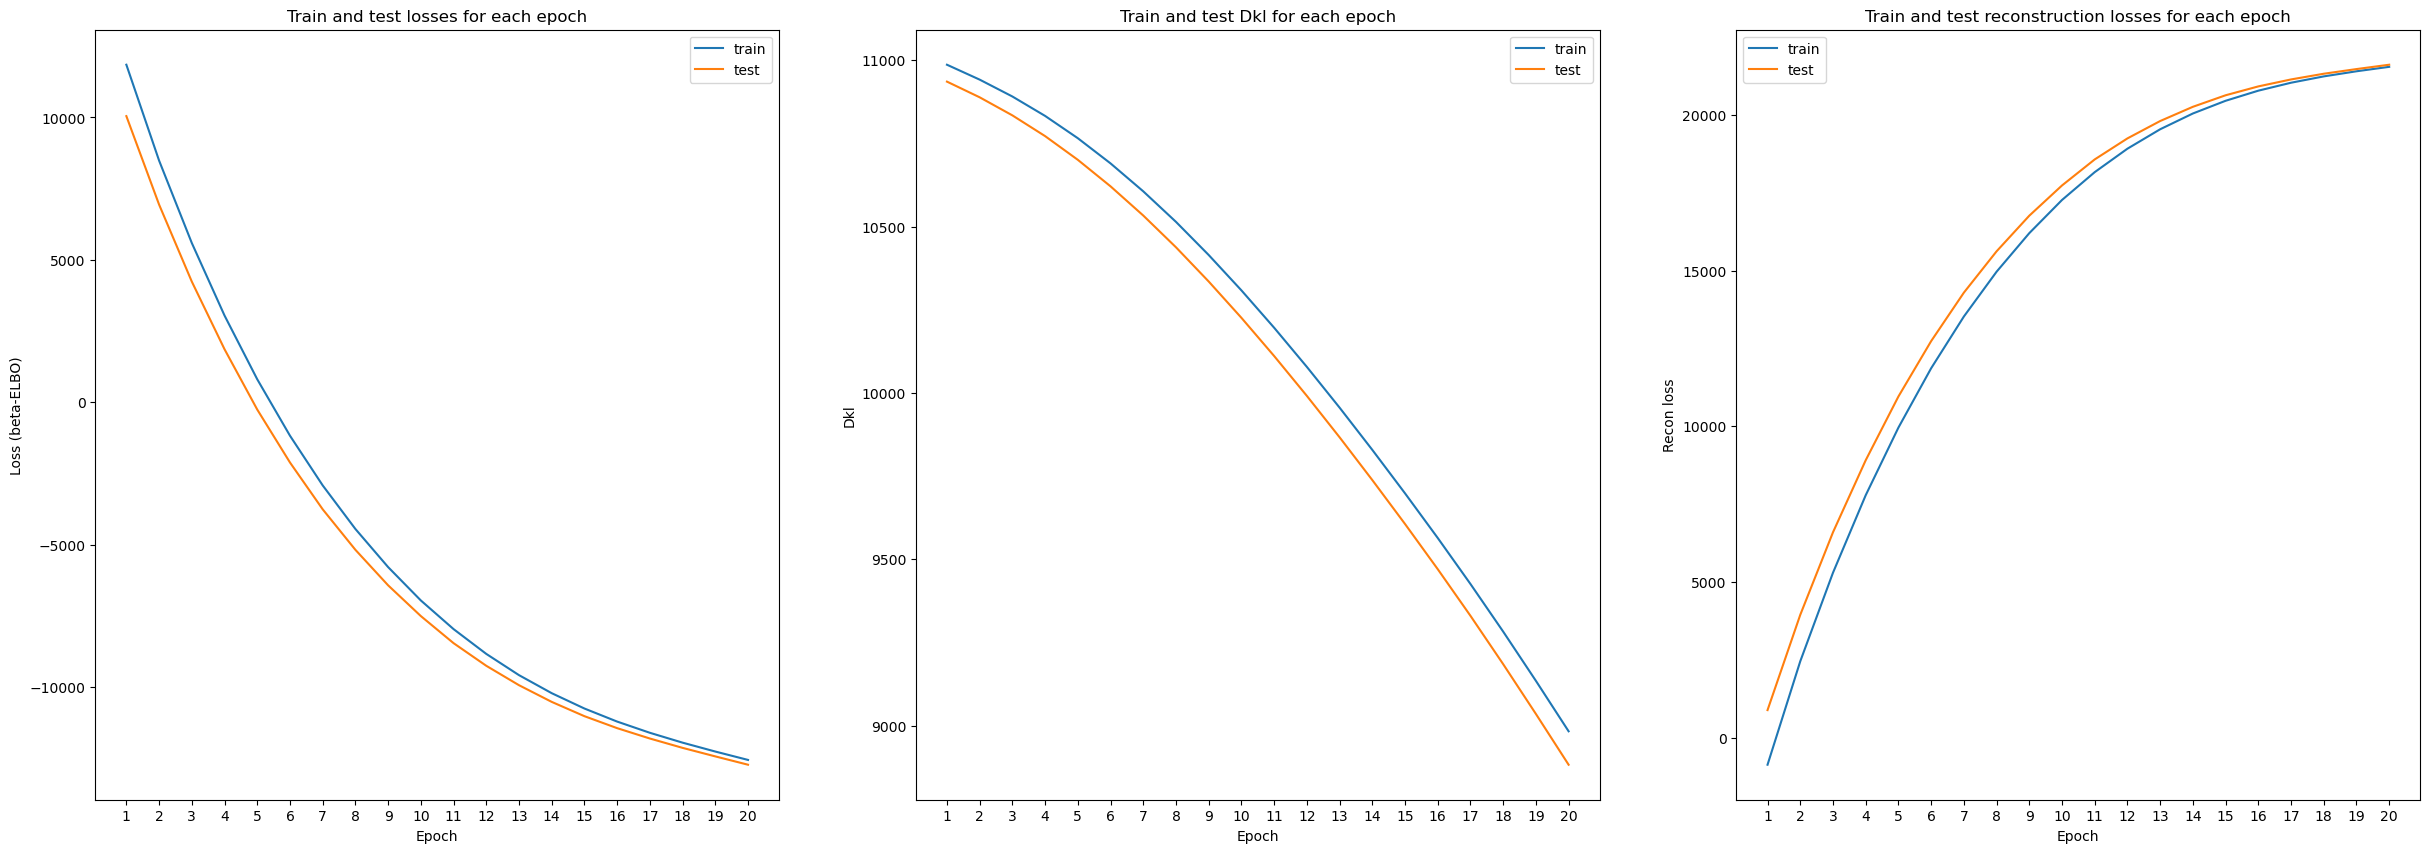 Train and test losses for each epoch
train
test
10000
5000
0
−5000
−10000
Loss (beta-ELBO)
1 2 3 4 5 6 7 8 9 10 11 12 13 14 15 16 17 18 19 20
Epoch
Train and test Dkl for each epoch
train
test
11000
10500
10000
9500
9000
Dkl
1 2 3 4 5 6 7 8 9 10 11 12 13 14 15 16 17 18 19 20
Epoch
Train and test reconstruction losses for each epoch
train
test
20000
15000
10000
5000
0
Recon loss
1 2 3 4 5 6 7 8 9 10 11 12 13 14 15 16 17 18 19 20
Epoch